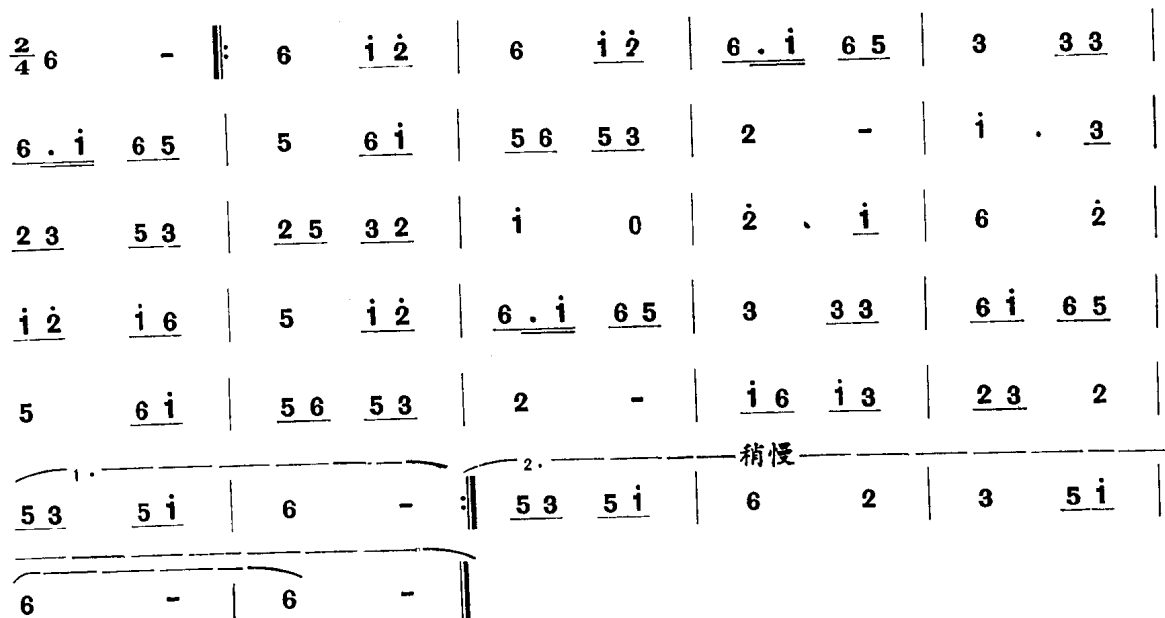 2/4 6 - ‖: 6 i̇ 2̇ | 6 i̇ 2̇ | 6 . i̇ 6 5 | 3 3 3 |
6 . i̇ 6 5 | 5 6 i̇ | 5 6 5 3 | 2 - | i̇ . 3 |
2 3 5 3 | 2 5 3 2 | i̇ 0 | 2̇ . i̇ | 6 2̇ |
i̇ 2̇ i̇ 6 | 5 i̇ 2̇ | 6 . i̇ 6 5 | 3 3 3 | 6 i̇ 6 5 |
5 6 i̇ | 5 6 5 3 | 2 - | i̇ 6 i̇ 3 | 2 3 2 |
1. 2. 稍慢
5 3 5 i̇ | 6 - :‖ 5 3 5 i̇ | 6 2 | 3 5 i̇ |
6 - | 6 - ‖